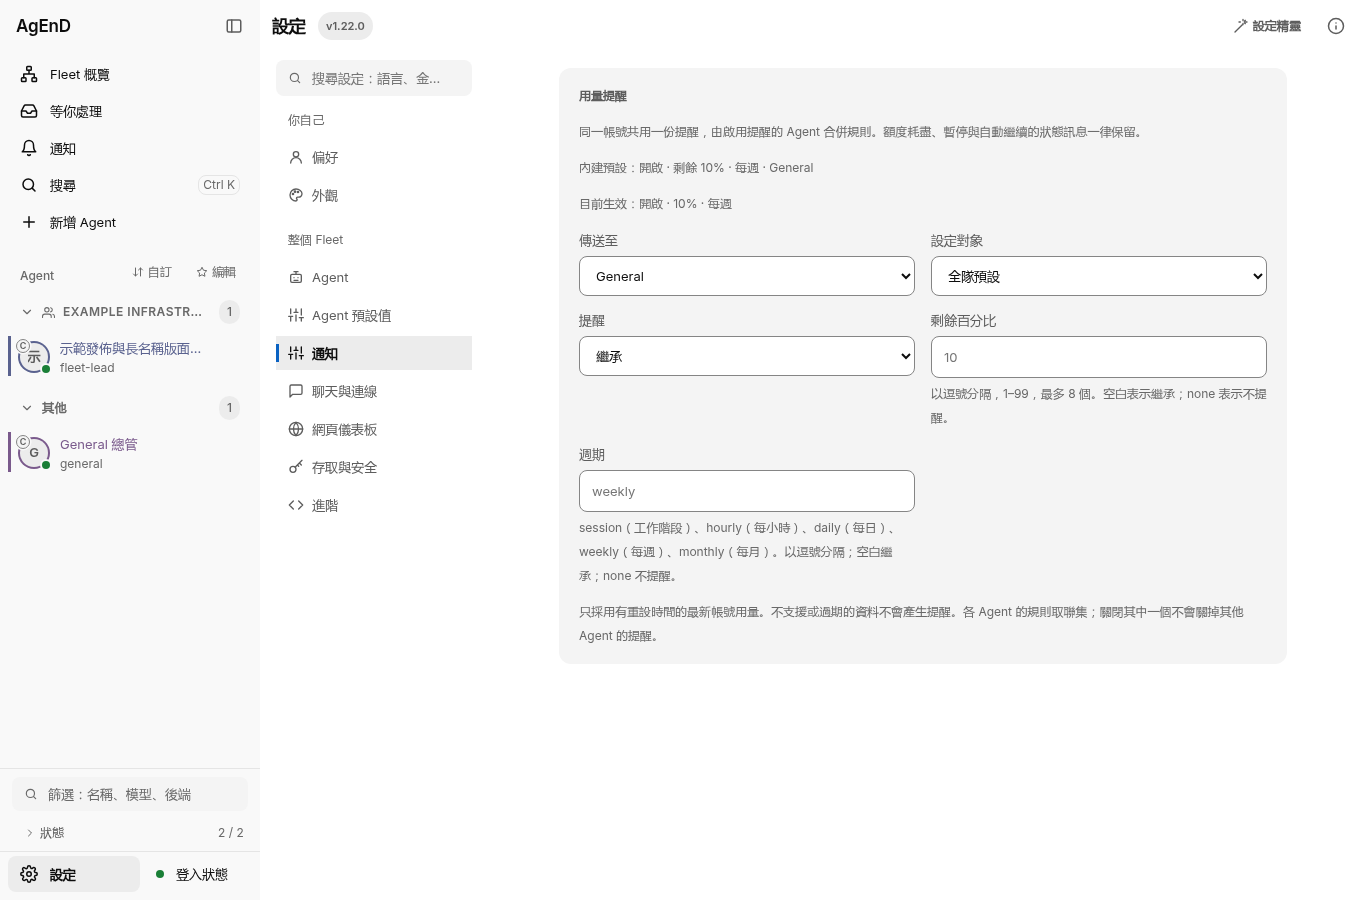 AgEnD
Fleet 概覽
等你處理
通知
搜尋
Ctrl K
新增 Agent
Agent
自訂
編輯
EXAMPLE INFRASTR...
1
C
示
示範發佈與長名稱版面...
fleet-lead
其他
1
C
G
General 總管
general
篩選：名稱、模型、後端
狀態
2 / 2
設定
登入狀態
設定
v1.22.0
設定精靈
搜尋設定：語言、金...
你自己
偏好
外觀
整個 Fleet
Agent
Agent 預設值
通知
聊天與連線
網頁儀表板
存取與安全
進階
用量提醒
同一帳號共用一份提醒，由啟用提醒的 Agent 合併規則。額度耗盡、暫停與自動繼續的狀態訊息一律保留。
內建預設：開啟 · 剩餘 10% · 每週 · General
目前生效：開啟 · 10% · 每週
傳送至
General
設定對象
全隊預設
提醒
繼承
剩餘百分比
10
以逗號分隔，1–99，最多 8 個。空白表示繼承；none 表示不提
醒。
週期
weekly
session（工作階段）、hourly（每小時）、daily（每日）、
weekly（每週）、monthly（每月）。以逗號分隔；空白繼
承；none 不提醒。
只採用有重設時間的最新帳號用量。不支援或過期的資料不會產生提醒。各 Agent 的規則取聯集；關閉其中一個不會關掉其他
Agent 的提醒。